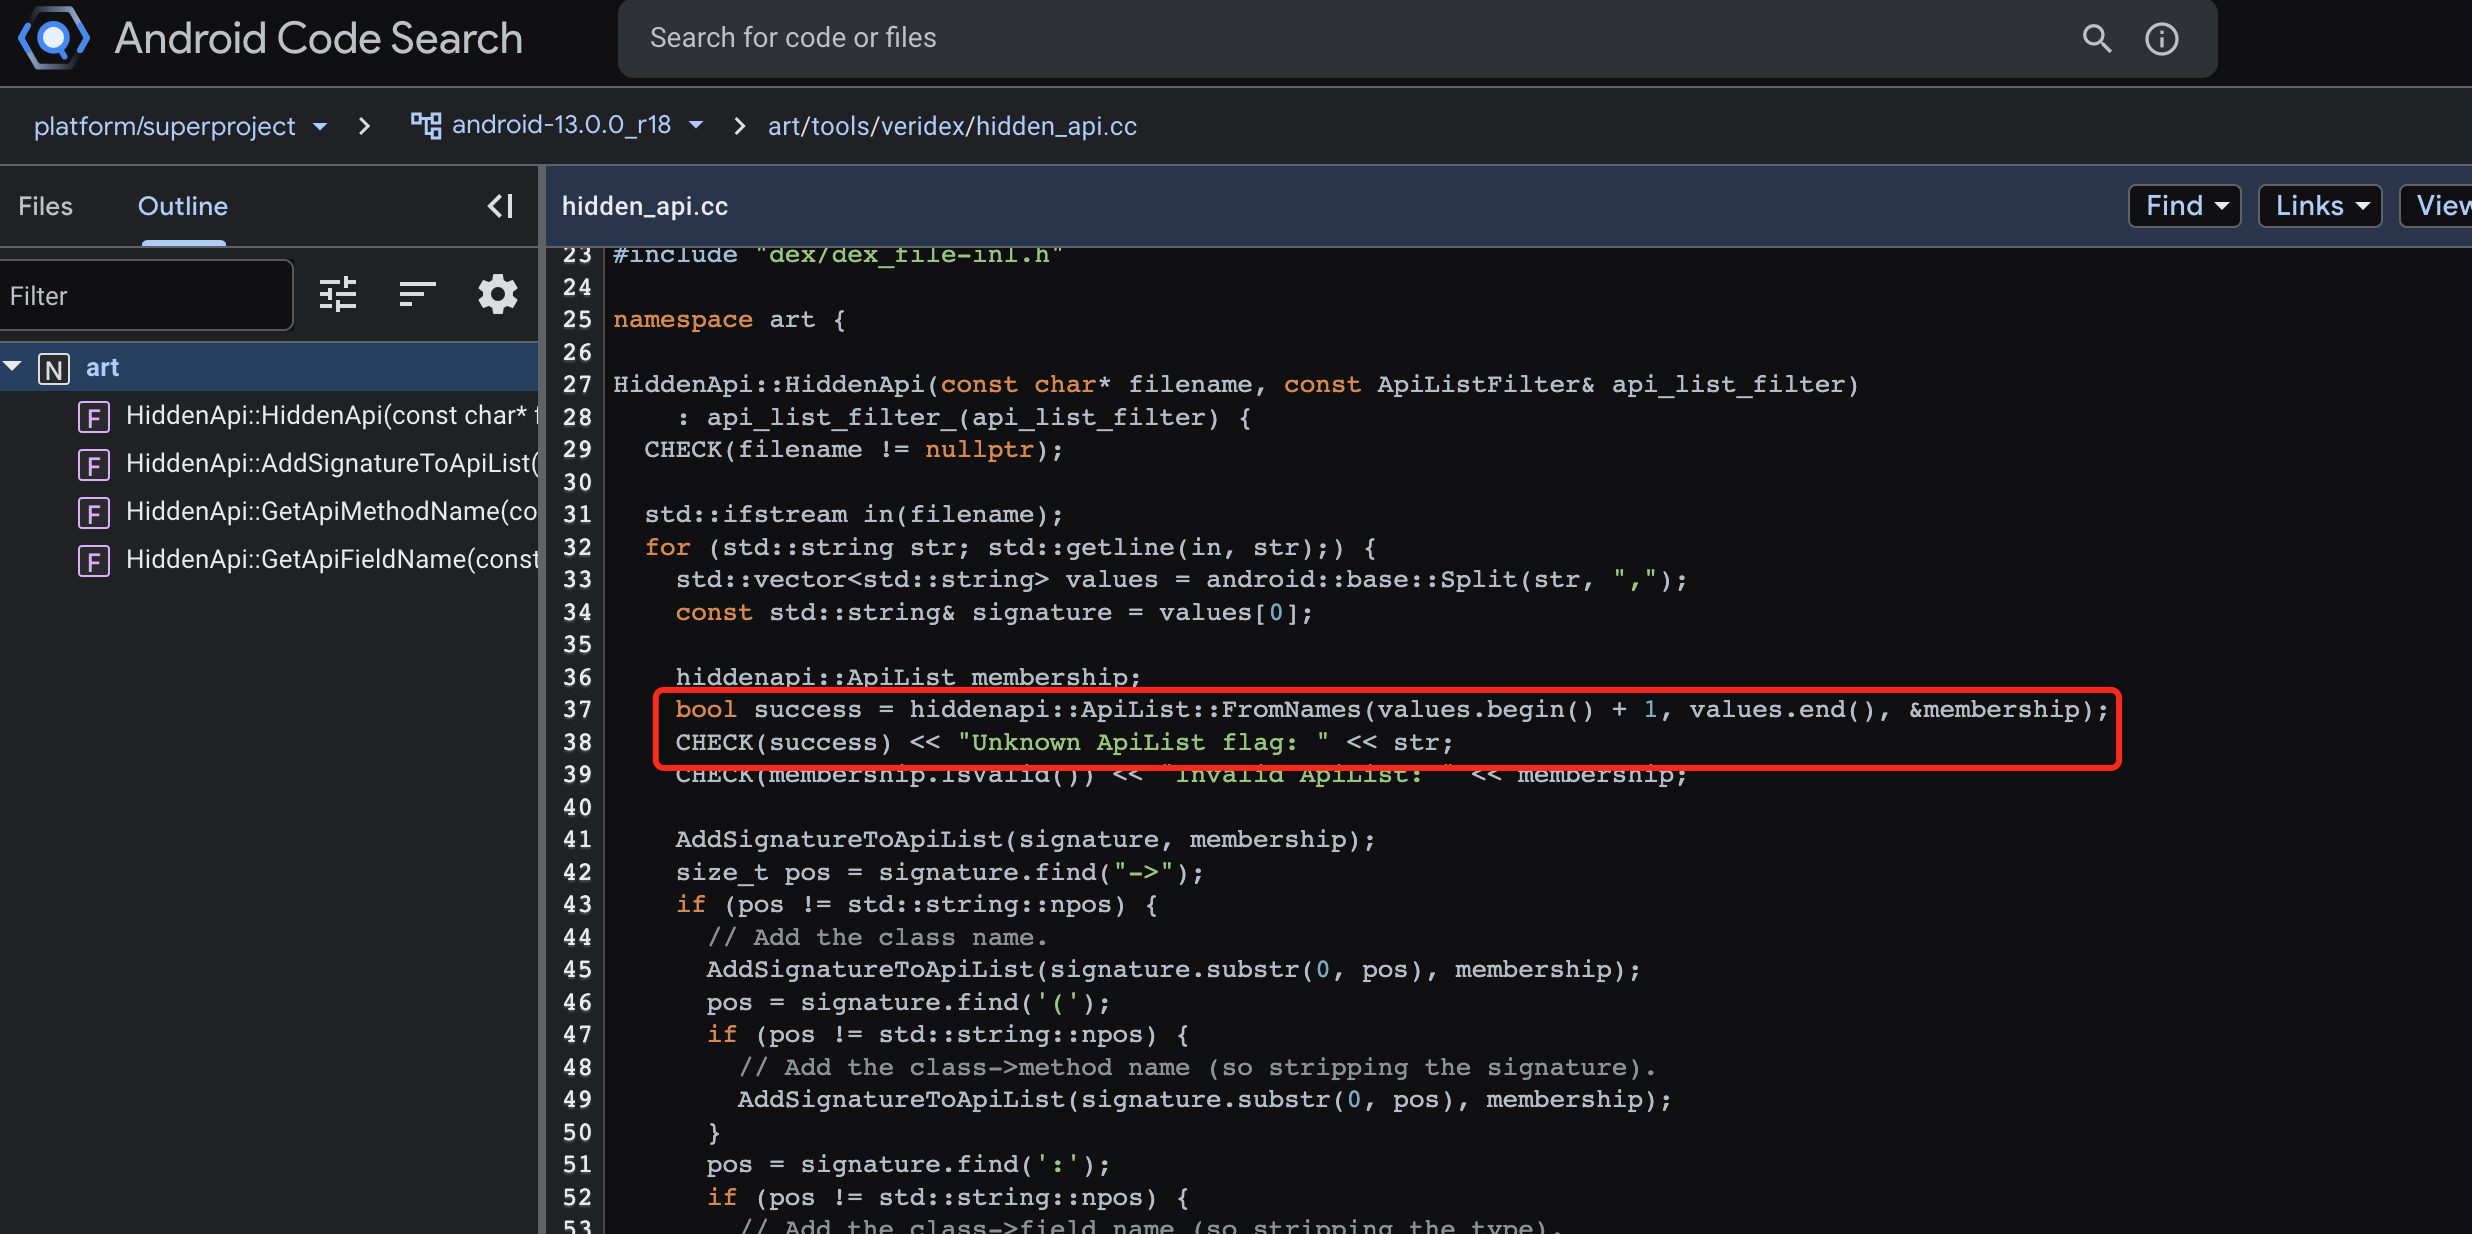 Android Code Search
Search for code or files
platform/superproject
android-13.0.0_r18
art/tools/veridex/hidden_api.cc
Files
Outline
hidden_api.cc
Find
Links
View
Filter
N art
F HiddenApi::HiddenApi(const char* f
F HiddenApi::AddSignatureToApiList(
F HiddenApi::GetApiMethodName(co
F HiddenApi::GetApiFieldName(const
23 #include "dex/dex_file-inl.h"
24
25 namespace art {
26
27 HiddenApi::HiddenApi(const char* filename, const ApiListFilter& api_list_filter)
28     : api_list_filter_(api_list_filter) {
29   CHECK(filename != nullptr);
30
31   std::ifstream in(filename);
32   for (std::string str; std::getline(in, str);) {
33     std::vector<std::string> values = android::base::Split(str, ",");
34     const std::string& signature = values[0];
35
36     hiddenapi::ApiList membership;
37     bool success = hiddenapi::ApiList::FromNames(values.begin() + 1, values.end(), &membership);
38     CHECK(success) << "Unknown ApiList flag: " << str;
39     CHECK(membership.IsValid()) << "Invalid ApiList: " << membership;
40
41     AddSignatureToApiList(signature, membership);
42     size_t pos = signature.find("->");
43     if (pos != std::string::npos) {
44       // Add the class name.
45       AddSignatureToApiList(signature.substr(0, pos), membership);
46       pos = signature.find('(');
47       if (pos != std::string::npos) {
48         // Add the class->method name (so stripping the signature).
49         AddSignatureToApiList(signature.substr(0, pos), membership);
50       }
51       pos = signature.find(':');
52       if (pos != std::string::npos) {
53         // Add the class->field name (so stripping the type).